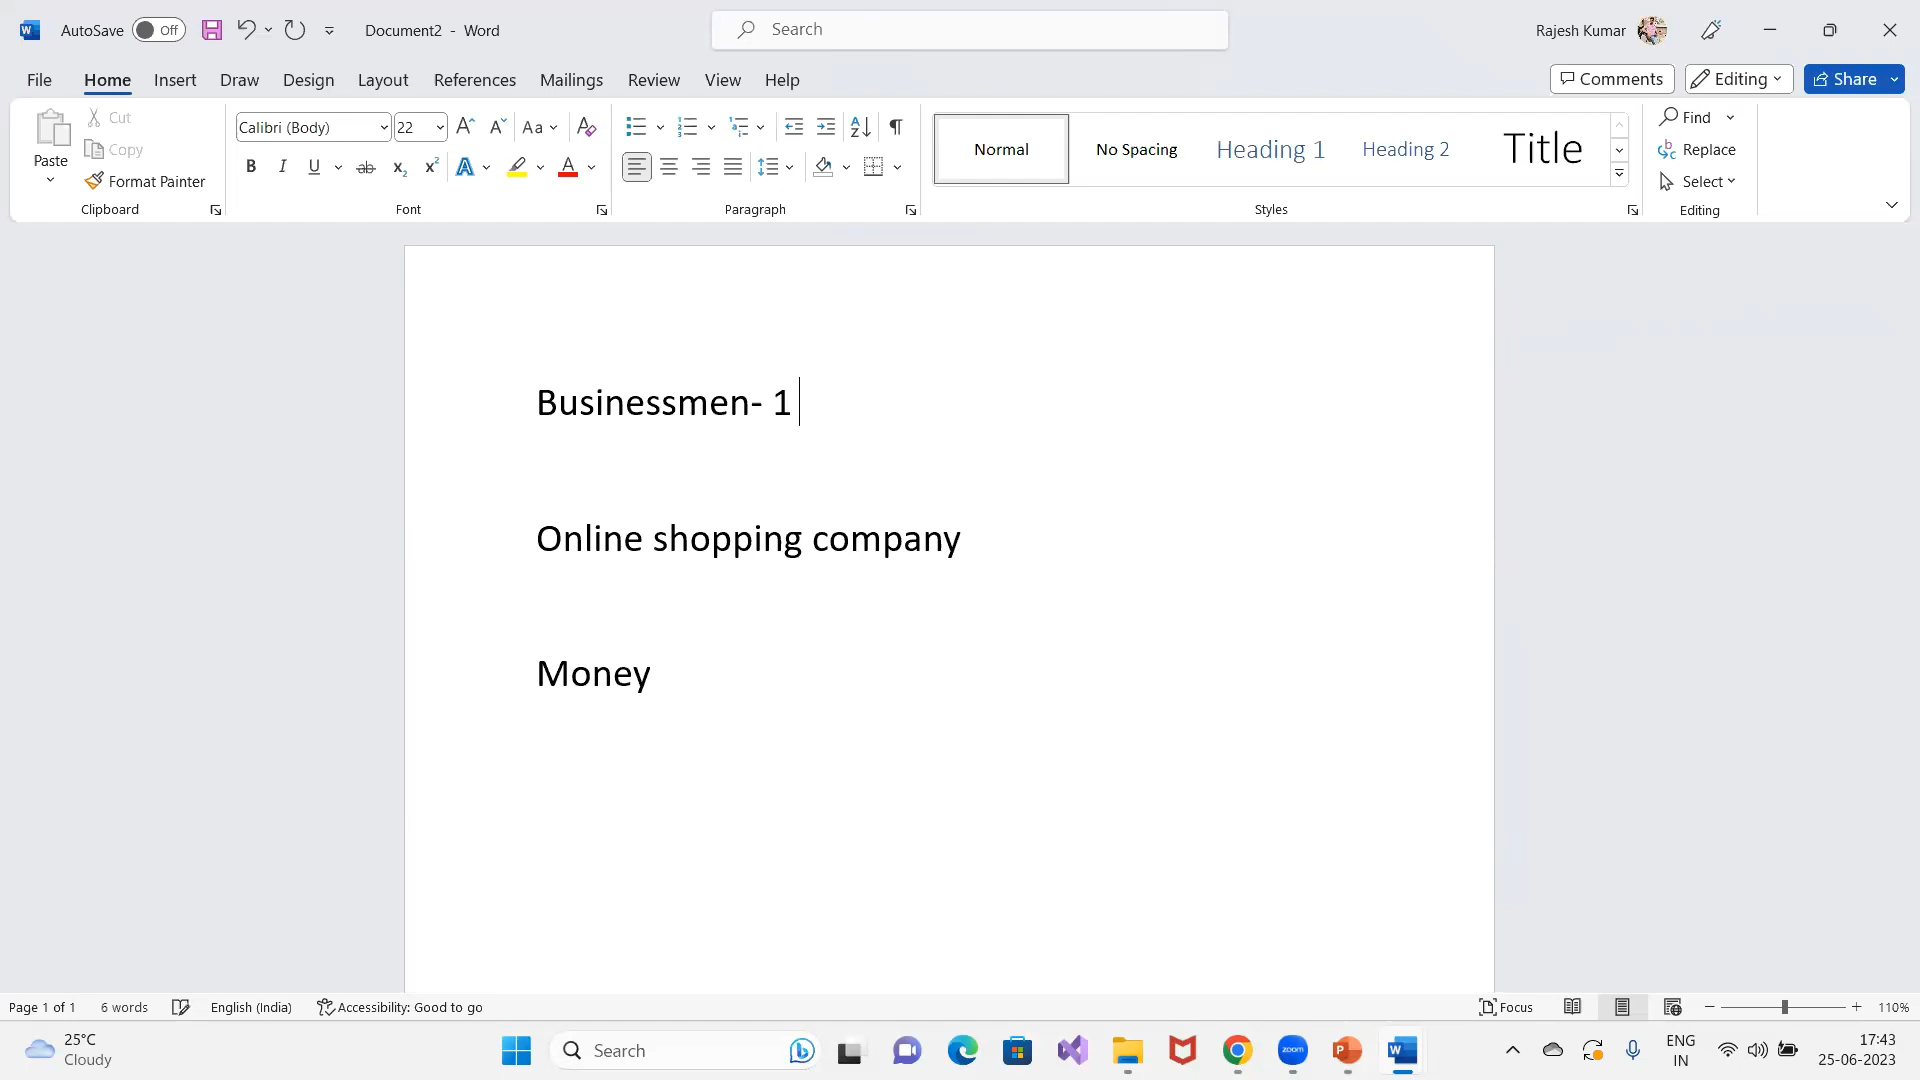 AutoSave Off Document2 - Word Search Rajesh Kumar
File Home Insert Draw Design Layout References Mailings Review View Help Comments Editing Share
Paste Cut Copy Format Painter Clipboard
Calibri (Body) 22 Aa Font
Paragraph
Normal No Spacing Heading 1 Heading 2 Title Styles
Find Replace Select Editing
Businessmen- 1
Online shopping company
Money
Page 1 of 1 6 words English (India) Accessibility: Good to go Focus 110%
25°C Search ENG 17:43
Cloudy IN 25-06-2023